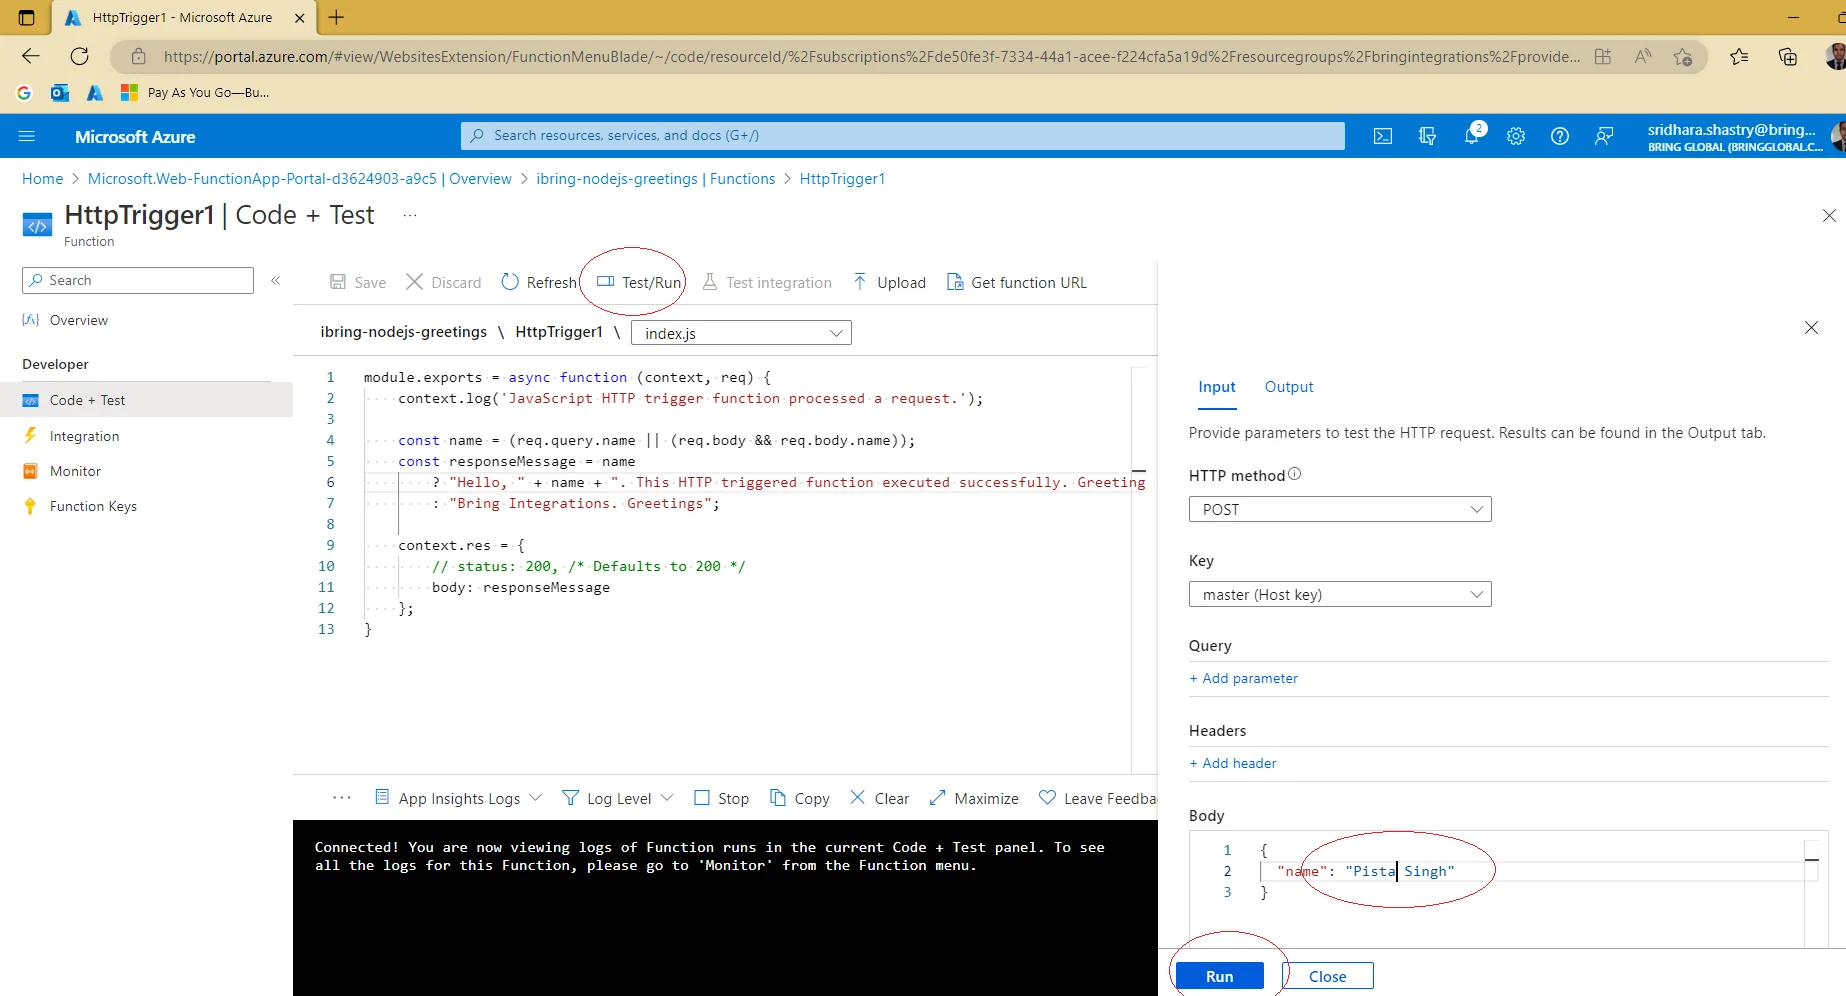 HttpTrigger1 - Microsoft Azure
https://portal.azure.com/#view/WebsitesExtension/FunctionMenuBlade/~/code/resourceId/%2Fsubscriptions%2Fde50fe3f-7334-44a1-acee-f224cfa5a19d%2Fresourcegroups%2Fbringintegrations%2Fprovide...
Pay As You Go—Bu...
Microsoft Azure
Search resources, services, and docs (G+/)
2
sridhara.shastry@bring...
BRING GLOBAL (BRINGGLOBAL.C...
Home > Microsoft.Web-FunctionApp-Portal-d3624903-a9c5 | Overview > ibring-nodejs-greetings | Functions > HttpTrigger1
HttpTrigger1 | Code + Test ...
Function
Search
«
Overview
Developer
Code + Test
Integration
Monitor
Function Keys
Save Discard Refresh Test/Run Test integration Upload Get function URL
ibring-nodejs-greetings \ HttpTrigger1 \ index.js
1 module.exports = async function (context, req) {
2 context.log('JavaScript HTTP trigger function processed a request.');
3
4 const name = (req.query.name || (req.body && req.body.name));
5 const responseMessage = name
6 ? "Hello, " + name + ". This HTTP triggered function executed successfully. Greeting
7 : "Bring Integrations. Greetings";
8
9 context.res = {
10 // status: 200, /* Defaults to 200 */
11 body: responseMessage
12 };
13 }
... App Insights Logs Log Level Stop Copy Clear Maximize Leave Feedba
Connected! You are now viewing logs of Function runs in the current Code + Test panel. To see
all the logs for this Function, please go to 'Monitor' from the Function menu.
Input Output
Provide parameters to test the HTTP request. Results can be found in the Output tab.
HTTP method
POST
Key
master (Host key)
Query
+ Add parameter
Headers
+ Add header
Body
1 {
2 "name": "Pista Singh"
3 }
Run Close